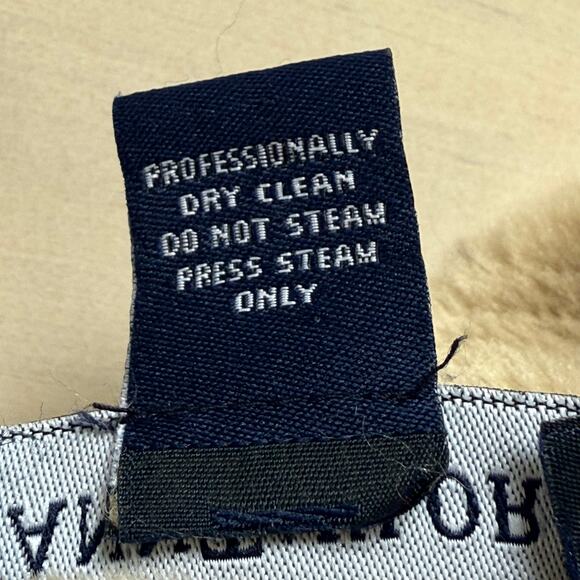 PROFESSIONALLY
DRY CLEAN
DO NOT STEAM
PRESS STEAM
ONLY